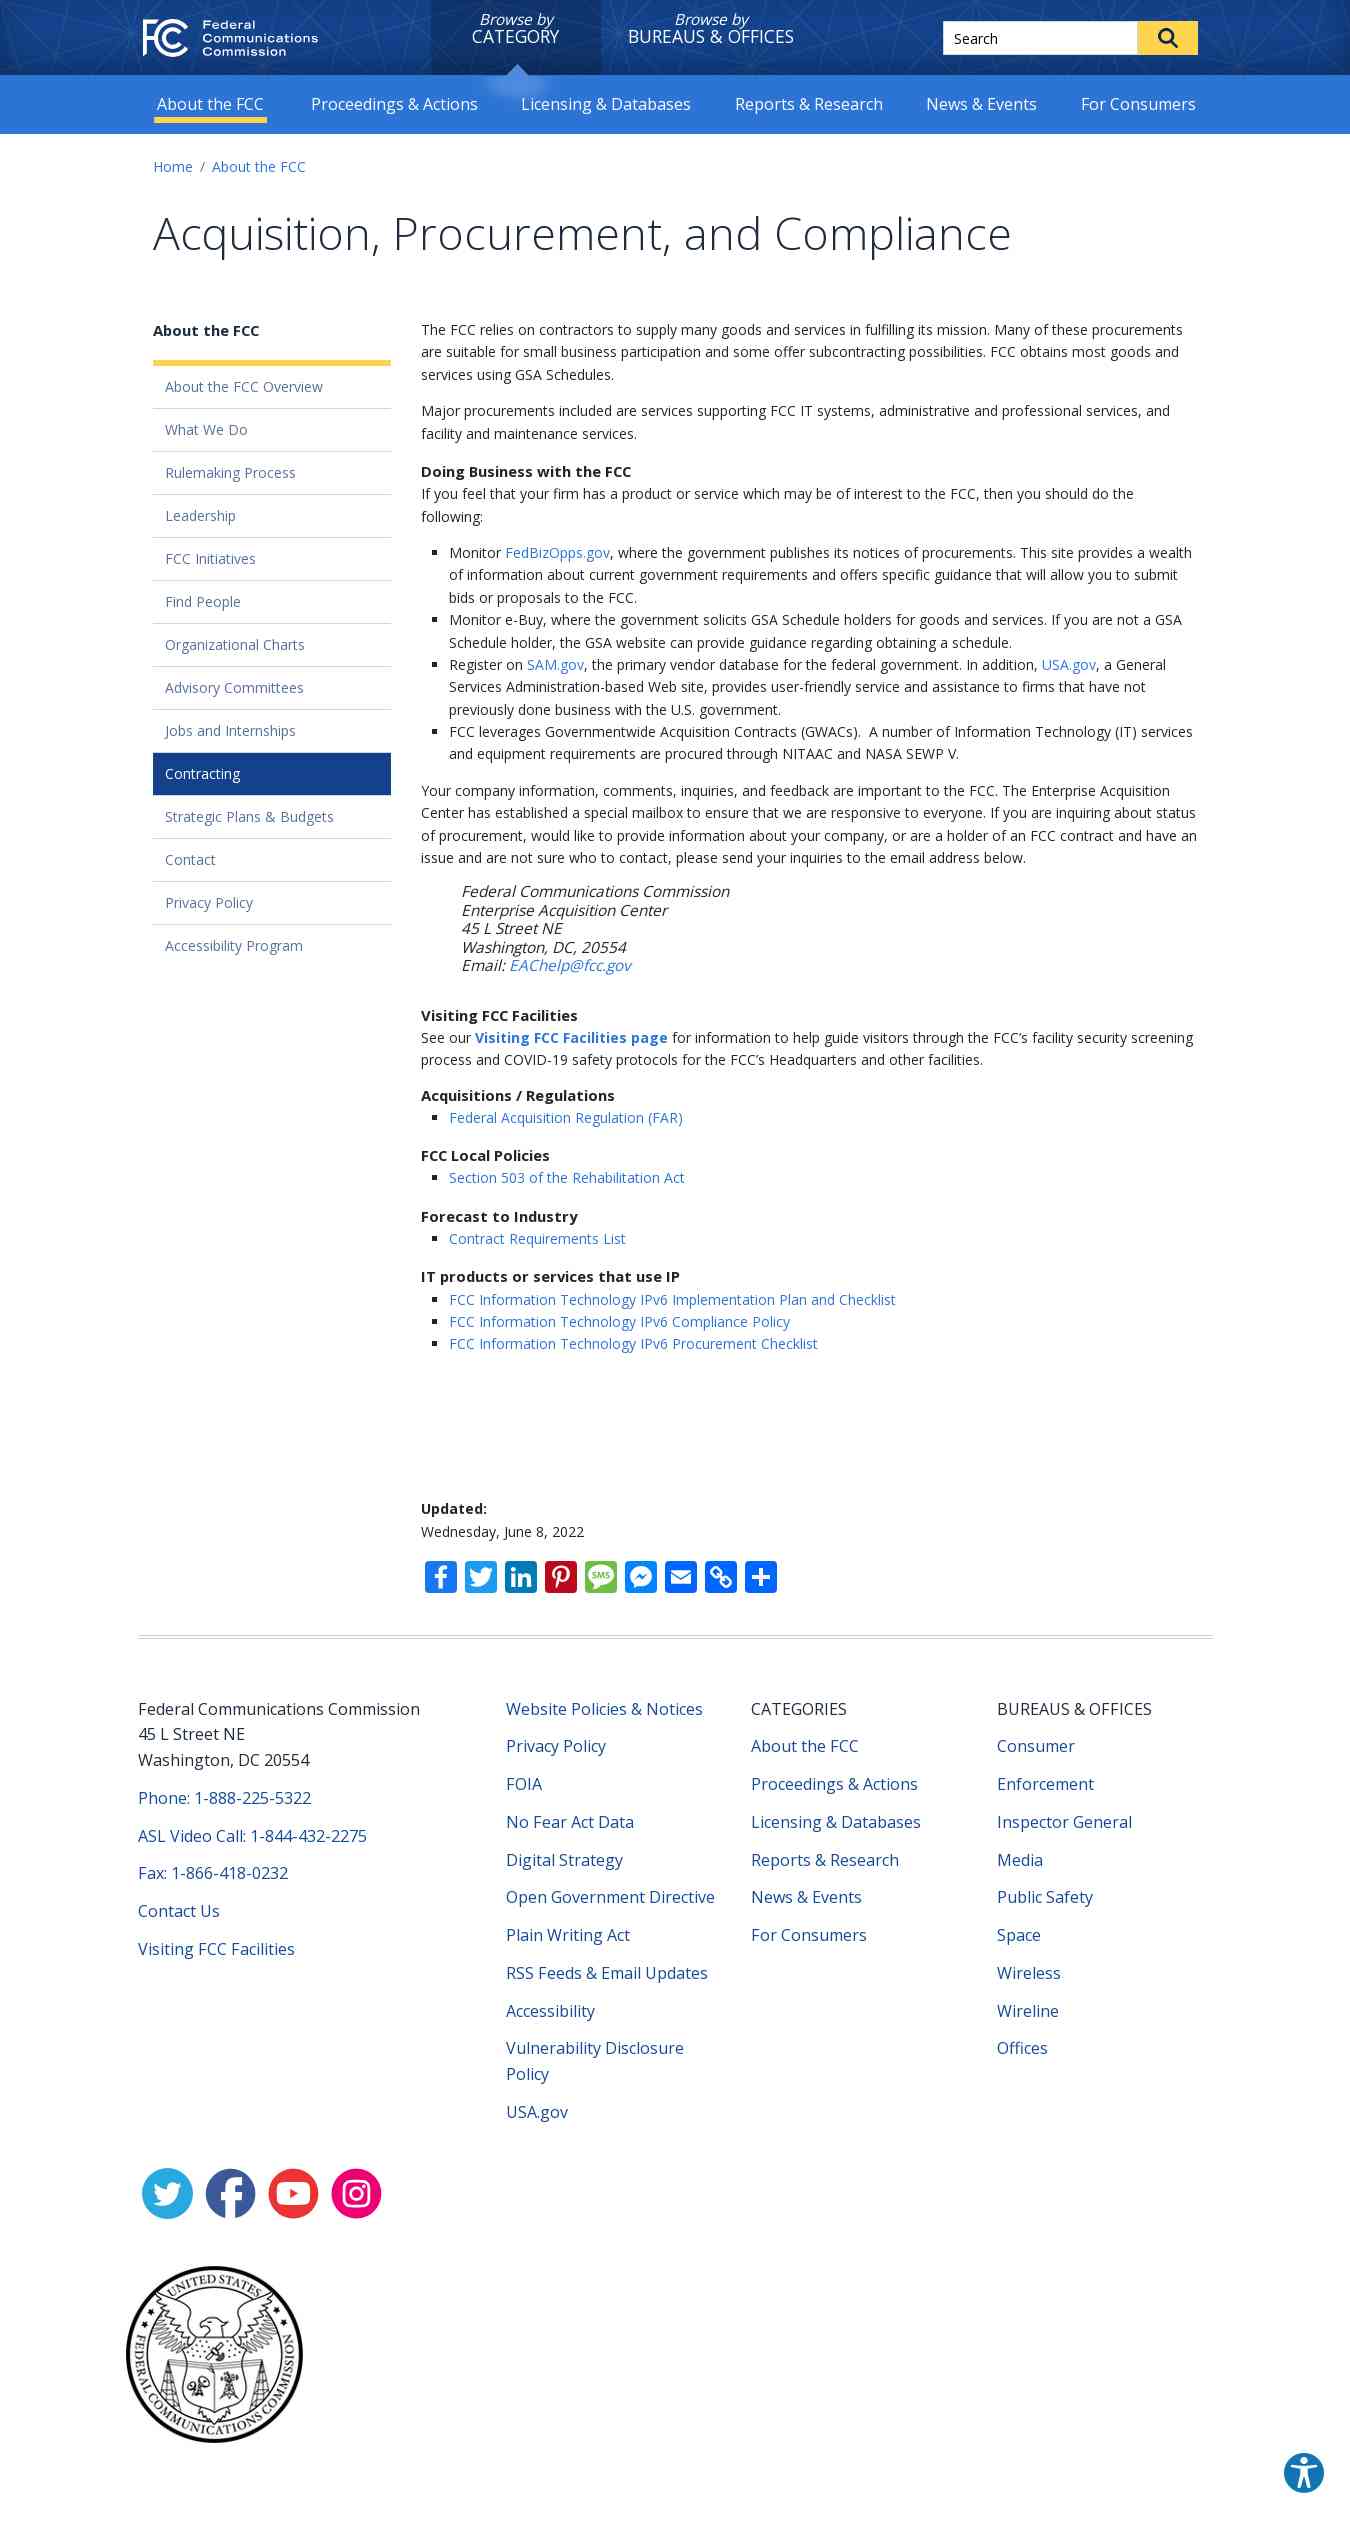 Federal
Communications
Commission
Browse by
CATEGORY
Browse by
BUREAUS & OFFICES
Search
About the FCC
Proceedings & Actions
Licensing & Databases
Reports & Research
News & Events
For Consumers
Home / About the FCC
Acquisition, Procurement, and Compliance
About the FCC
About the FCC Overview
What We Do
Rulemaking Process
Leadership
FCC Initiatives
Find People
Organizational Charts
Advisory Committees
Jobs and Internships
Contracting
Strategic Plans & Budgets
Contact
Privacy Policy
Accessibility Program
The FCC relies on contractors to supply many goods and services in fulfilling its mission. Many of these procurements
are suitable for small business participation and some offer subcontracting possibilities. FCC obtains most goods and
services using GSA Schedules.
Major procurements included are services supporting FCC IT systems, administrative and professional services, and
facility and maintenance services.
Doing Business with the FCC
If you feel that your firm has a product or service which may be of interest to the FCC, then you should do the
following:
Monitor FedBizOpps.gov, where the government publishes its notices of procurements. This site provides a wealth
of information about current government requirements and offers specific guidance that will allow you to submit
bids or proposals to the FCC.
Monitor e-Buy, where the government solicits GSA Schedule holders for goods and services. If you are not a GSA
Schedule holder, the GSA website can provide guidance regarding obtaining a schedule.
Register on SAM.gov, the primary vendor database for the federal government. In addition, USA.gov, a General
Services Administration-based Web site, provides user-friendly service and assistance to firms that have not
previously done business with the U.S. government.
FCC leverages Governmentwide Acquisition Contracts (GWACs).  A number of Information Technology (IT) services
and equipment requirements are procured through NITAAC and NASA SEWP V.
Your company information, comments, inquiries, and feedback are important to the FCC. The Enterprise Acquisition
Center has established a special mailbox to ensure that we are responsive to everyone. If you are inquiring about status
of procurement, would like to provide information about your company, or are a holder of an FCC contract and have an
issue and are not sure who to contact, please send your inquiries to the email address below.
Federal Communications Commission
Enterprise Acquisition Center
45 L Street NE
Washington, DC, 20554
Email: EAChelp@fcc.gov
Visiting FCC Facilities
See our Visiting FCC Facilities page for information to help guide visitors through the FCC’s facility security screening
process and COVID-19 safety protocols for the FCC’s Headquarters and other facilities.
Acquisitions / Regulations
Federal Acquisition Regulation (FAR)
FCC Local Policies
Section 503 of the Rehabilitation Act
Forecast to Industry
Contract Requirements List
IT products or services that use IP
FCC Information Technology IPv6 Implementation Plan and Checklist
FCC Information Technology IPv6 Compliance Policy
FCC Information Technology IPv6 Procurement Checklist
Updated:
Wednesday, June 8, 2022
SMS
Federal Communications Commission
45 L Street NE
Washington, DC 20554
Phone: 1-888-225-5322
ASL Video Call: 1-844-432-2275
Fax: 1-866-418-0232
Contact Us
Visiting FCC Facilities
Website Policies & Notices
Privacy Policy
FOIA
No Fear Act Data
Digital Strategy
Open Government Directive
Plain Writing Act
RSS Feeds & Email Updates
Accessibility
Vulnerability Disclosure
Policy
USA.gov
CATEGORIES
About the FCC
Proceedings & Actions
Licensing & Databases
Reports & Research
News & Events
For Consumers
BUREAUS & OFFICES
Consumer
Enforcement
Inspector General
Media
Public Safety
Space
Wireless
Wireline
Offices
UNITED STATES
FEDERAL COMMUNICATIONS COMMISSION